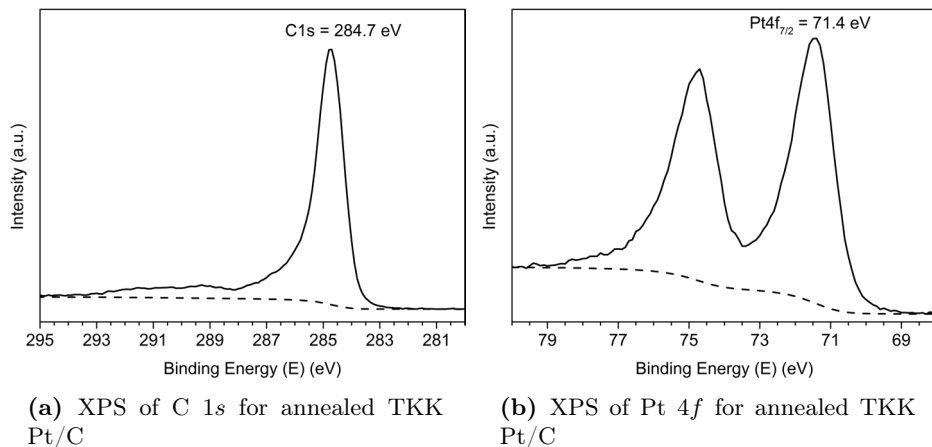 C1s = 284.7 eV
Intensity (a.u.)
295 293 291 289 287 285 283 281
Binding Energy (E) (eV)
(a) XPS of C 1s for annealed TKK
Pt/C
Pt4f7/2 = 71.4 eV
Intensity (a.u.)
79 77 75 73 71 69
Binding Energy (E) (eV)
(b) XPS of Pt 4f for annealed TKK
Pt/C